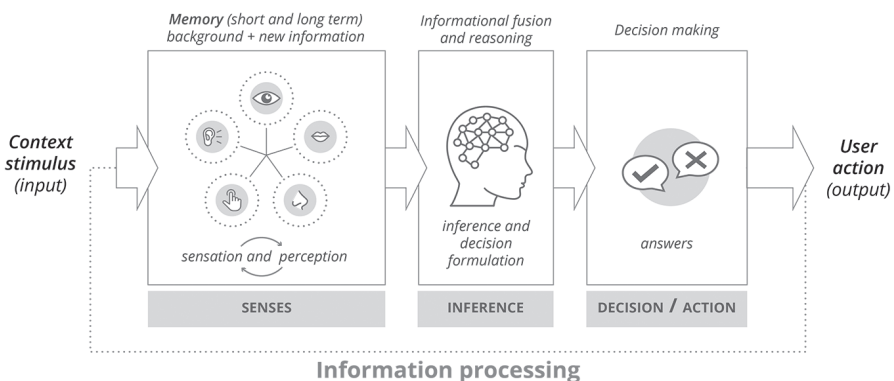 Memory (short and long term)
background + new information
Informational fusion
and reasoning
Decision making
Context
stimulus
(input)
sensation and perception
inference and
decision
formulation
answers
User
action
(output)
SENSES
INFERENCE
DECISION / ACTION
Information processing